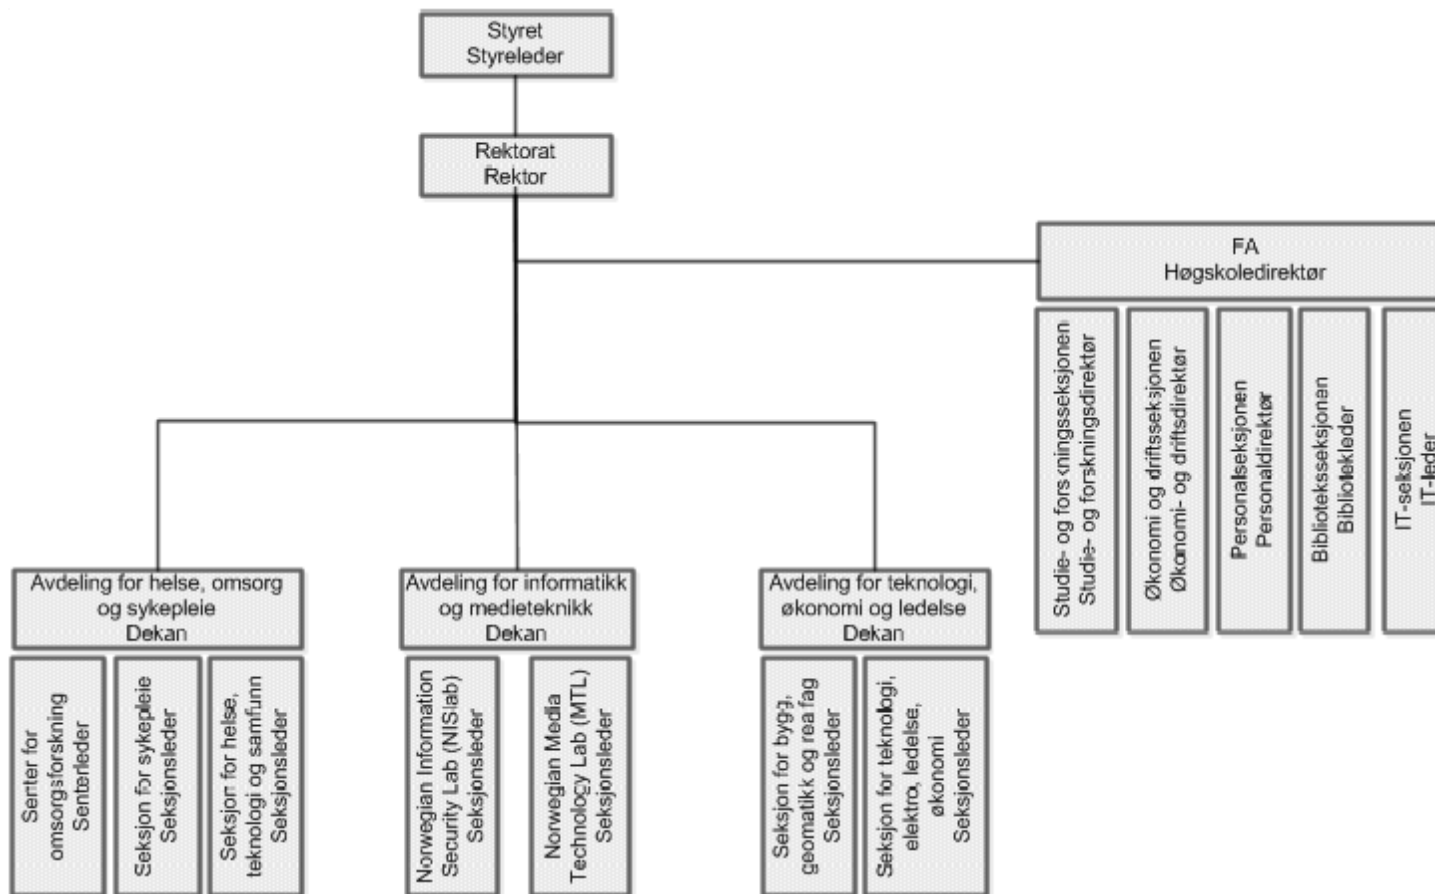 Styret
Styreleder
Rektorat
Rektor
FA
Høgskoledirektør
Studie- og forskningsseksjonen
Studie- og forskningsdirektør
Økonomi og driftsseksjonen
Økonomi- og driftsdirektør
Personalseksjonen
Personaldirektør
Biblioteksseksjonen
Bibliotekleder
IT-seksjonen
IT-leder
Avdeling for helse, omsorg
og sykepleie
Dekan
Senter for
omsorgsforskning
Senterleder
Seksjon for sykepleie
Seksjonsleder
Seksjon for helse,
teknologi og samfunn
Seksjonsleder
Avdeling for informatikk
og medieteknikk
Dekan
Norwegian Information
Security Lab (NISlab)
Seksjonsleder
Norwegian Media
Technology Lab (MTL)
Seksjonsleder
Avdeling for teknologi,
økonomi og ledelse
Dekan
Seksjon for bygg,
geomatikk og realfag
Seksjonsleder
Seksjon for teknologi,
elektro, ledelse,
økonomi
Seksjonsleder